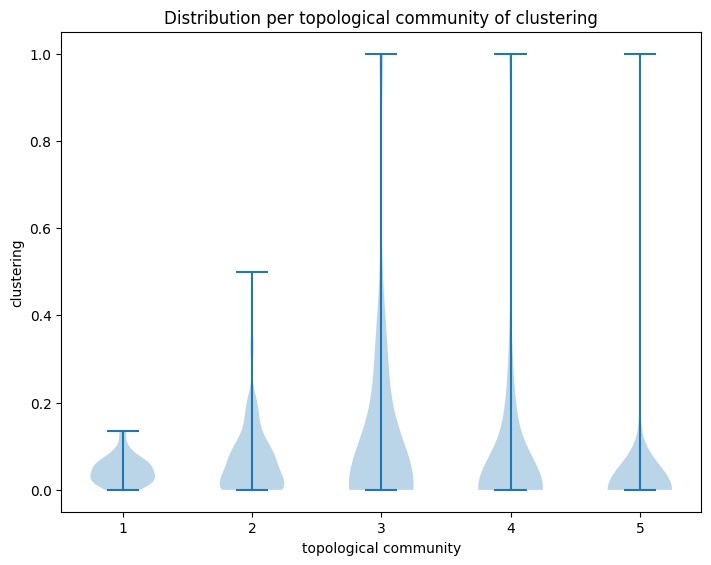 Distribution per topological community of clustering
1.0
0.8
0.6
0.4
0.2
0.0
clustering
1 2 3 4 5
topological community